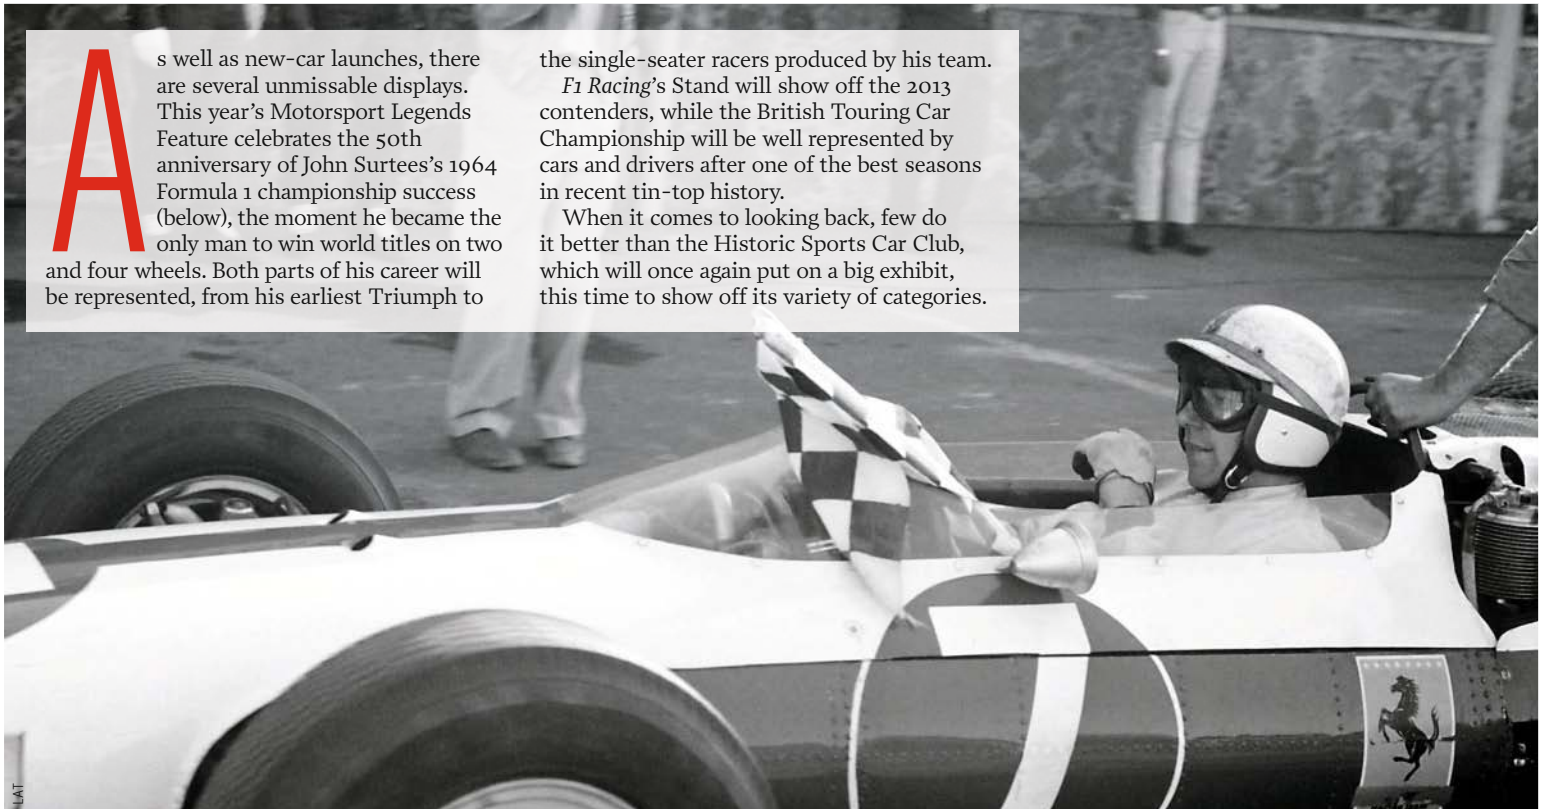 As well as new-car launches, there
are several unmissable displays.
This year's Motorsport Legends
Feature celebrates the 50th
anniversary of John Surtees's 1964
Formula 1 championship success
(below), the moment he became the
only man to win world titles on two
and four wheels. Both parts of his career will
be represented, from his earliest Triumph to
the single-seater racers produced by his team.
F1 Racing's Stand will show off the 2013
contenders, while the British Touring Car
Championship will be well represented by
cars and drivers after one of the best seasons
in recent tin-top history.
When it comes to looking back, few do
it better than the Historic Sports Car Club,
which will once again put on a big exhibit,
this time to show off its variety of categories.
7
LAT